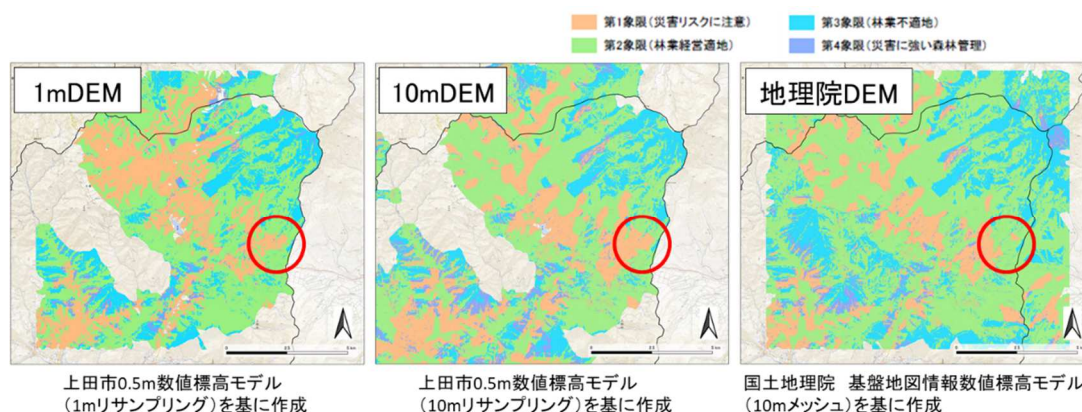 第1象限(災害リスクに注意)
第3象限(林業不適地)
第2象限(林業経営適地)
第4象限(災害に強い森林管理)
1mDEM
10mDEM
地理院DEM
上田市0.5m数値標高モデル
(1mリサンプリング)を基に作成
上田市0.5m数値標高モデル
(10mリサンプリング)を基に作成
国土地理院 基盤地図情報数値標高モデル
(10mメッシュ)を基に作成